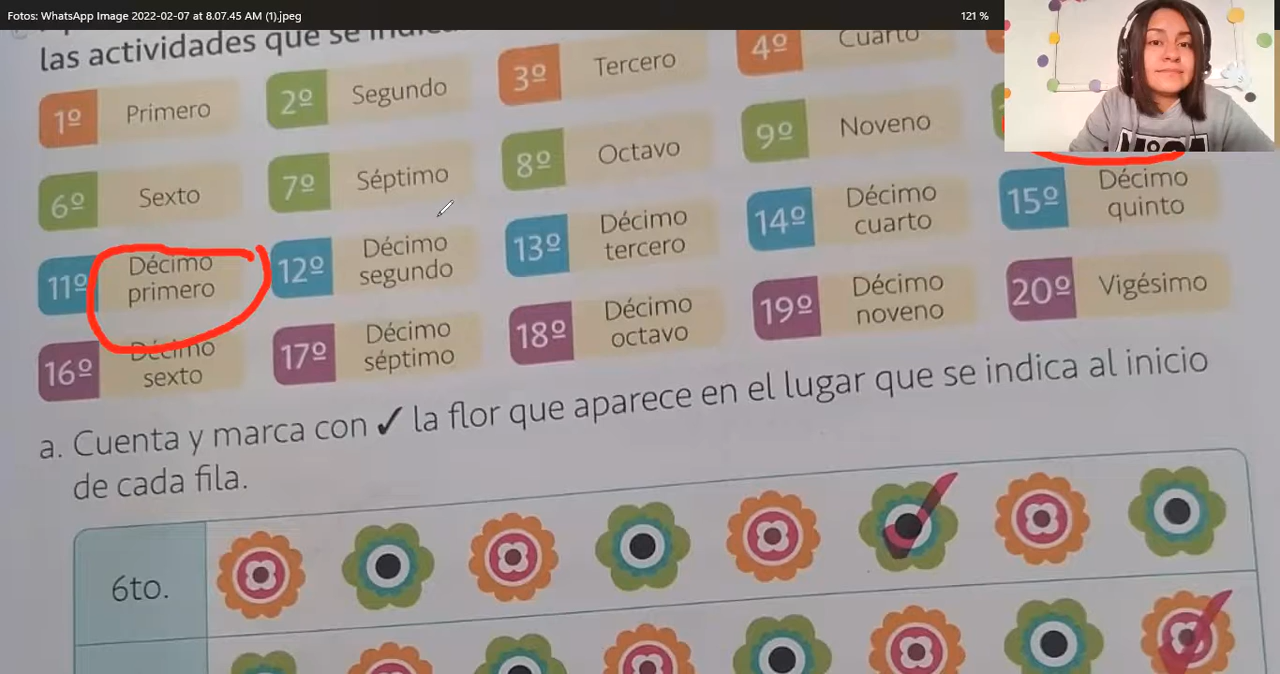 Fotos: WhatsApp Image 2022-02-07 at 8.07.45 AM (1).jpeg
121 %
las actividades que se
1º Primero
2º Segundo
3º Tercero
4º Cuarto
6º Sexto
7º Séptimo
8º Octavo
9º Noveno
11º Décimo
primero
12º Décimo
segundo
13º Décimo
tercero
14º Décimo
cuarto
15º Décimo
quinto
16º Décimo
sexto
17º Décimo
séptimo
18º Décimo
octavo
19º Décimo
noveno
20º Vigésimo
a. Cuenta y marca con ✓ la flor que aparece en el lugar que se indica al inicio
de cada fila.
6to.